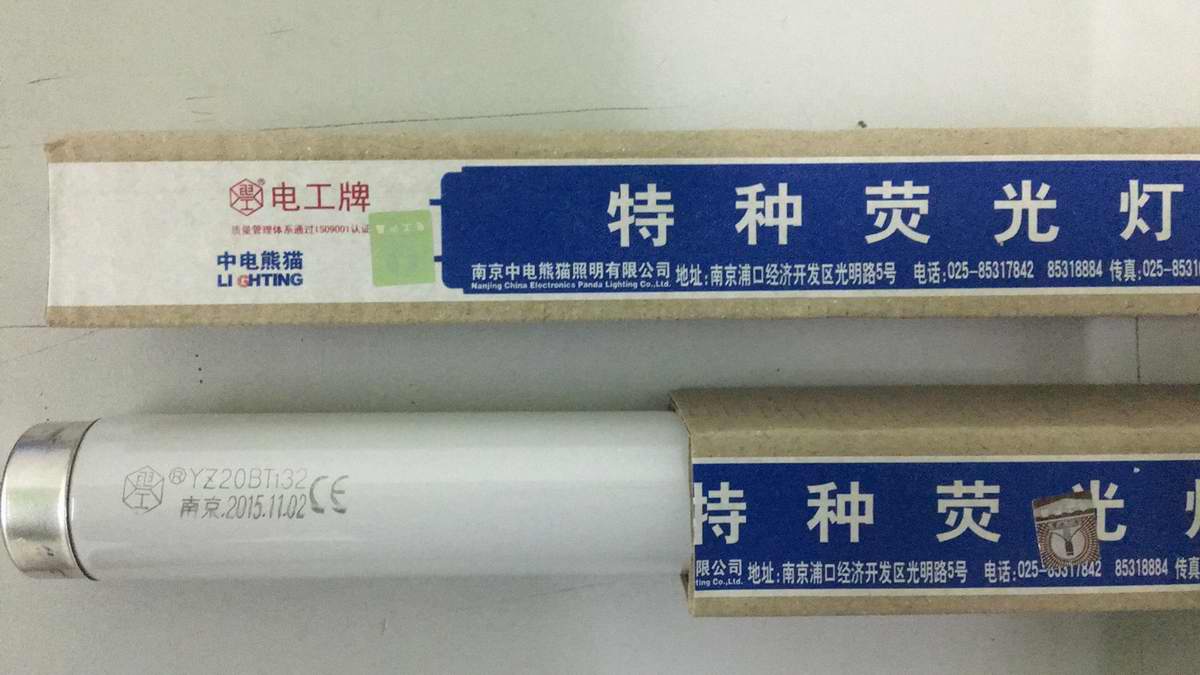 ® 电工牌
质量管理体系通过ISO9001认证
中电熊猫
LIGHTING
特种荧光灯
南京中电熊猫照明有限公司 地址:南京浦口经济开发区光明路5号 电话:025-85317842 85318884 传真:025-8531
Nanjing China Electronics Panda Lighting Co.,Ltd.
®YZ20BTi32
南京.2015.11.02 CE
特种荧光灯
限公司 地址:南京浦口经济开发区光明路5号 电话:025-85317842 85318884 传真
ting Co.,Ltd.